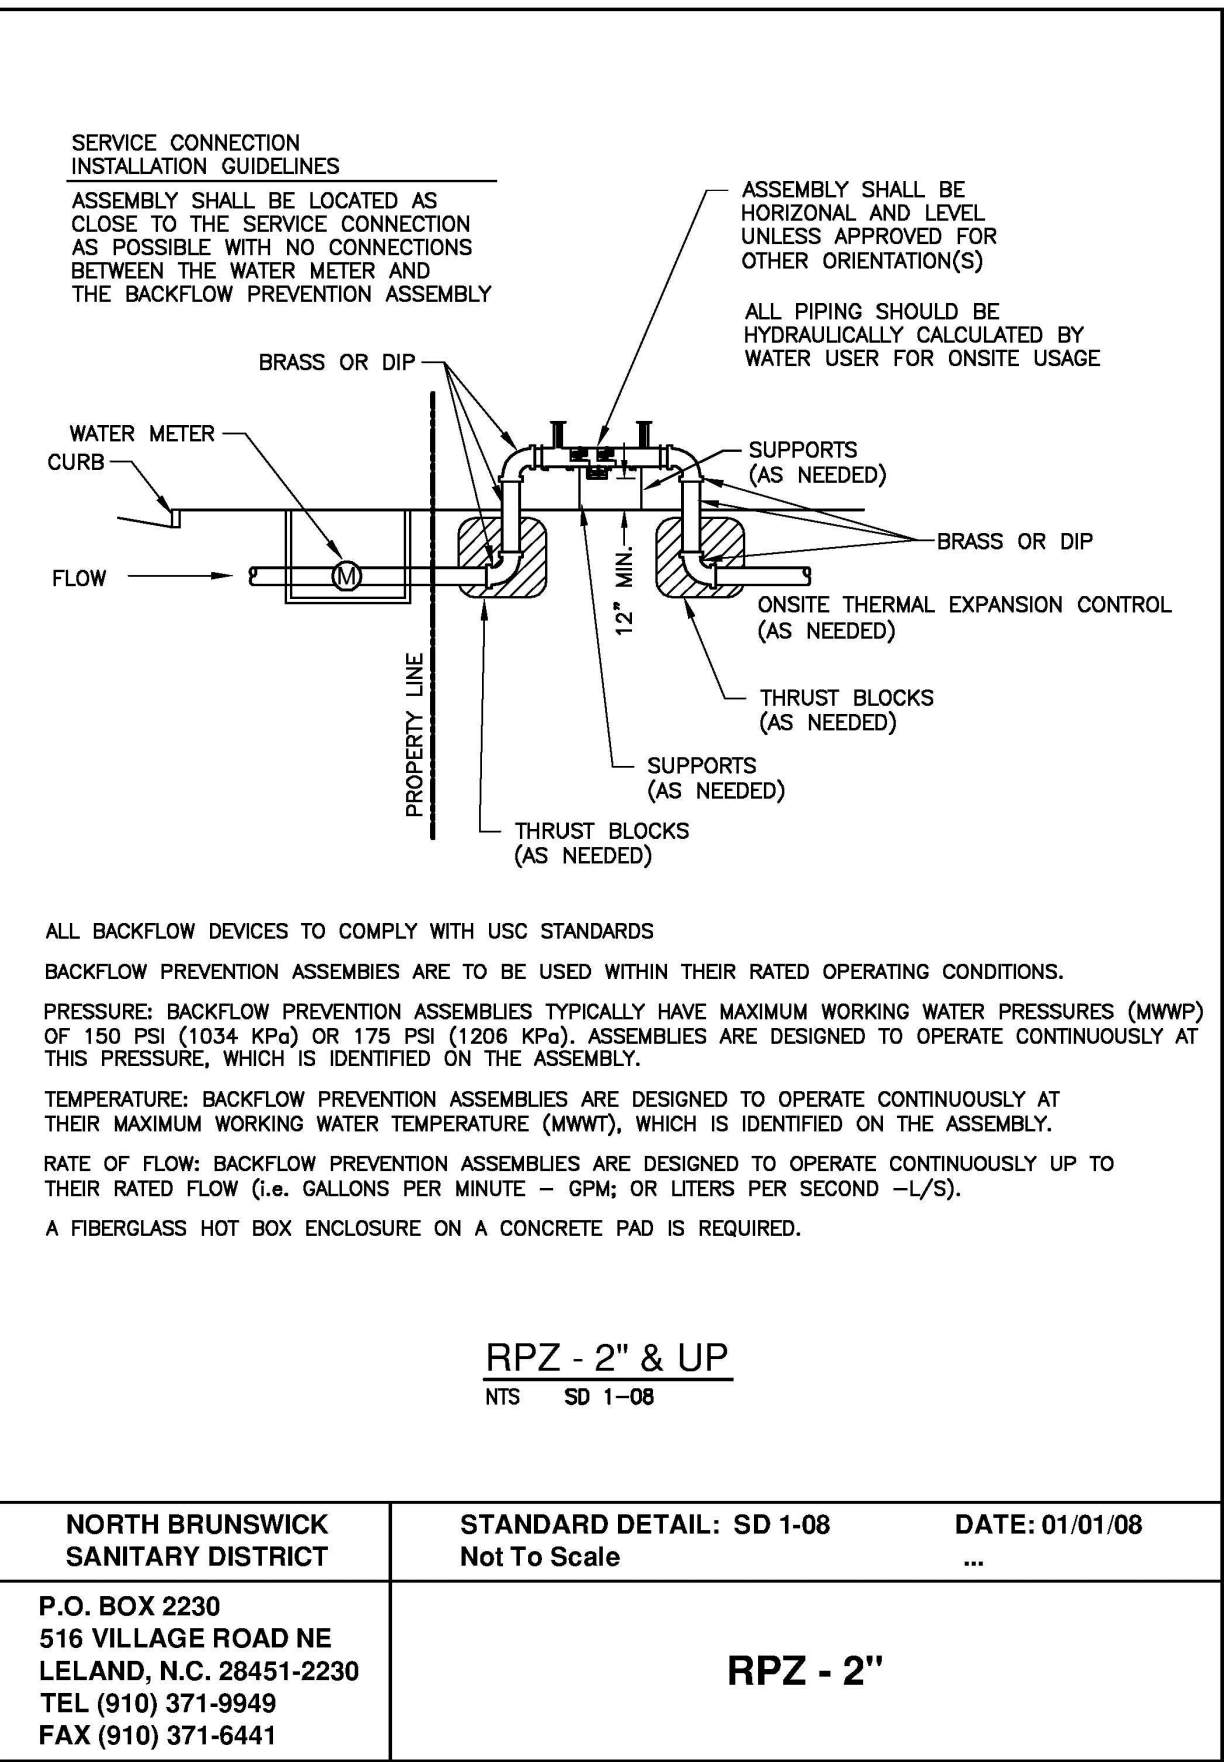 SERVICE CONNECTION
INSTALLATION GUIDELINES
ASSEMBLY SHALL BE LOCATED AS
CLOSE TO THE SERVICE CONNECTION
AS POSSIBLE WITH NO CONNECTIONS
BETWEEN THE WATER METER AND
THE BACKFLOW PREVENTION ASSEMBLY
ASSEMBLY SHALL BE
HORIZONAL AND LEVEL
UNLESS APPROVED FOR
OTHER ORIENTATION(S)
ALL PIPING SHOULD BE
HYDRAULICALLY CALCULATED BY
WATER USER FOR ONSITE USAGE
BRASS OR DIP
WATER METER
CURB
SUPPORTS
(AS NEEDED)
BRASS OR DIP
FLOW
M
12" MIN.
ONSITE THERMAL EXPANSION CONTROL
(AS NEEDED)
PROPERTY LINE
THRUST BLOCKS
(AS NEEDED)
SUPPORTS
(AS NEEDED)
THRUST BLOCKS
(AS NEEDED)
ALL BACKFLOW DEVICES TO COMPLY WITH USC STANDARDS
BACKFLOW PREVENTION ASSEMBIES ARE TO BE USED WITHIN THEIR RATED OPERATING CONDITIONS.
PRESSURE: BACKFLOW PREVENTION ASSEMBLIES TYPICALLY HAVE MAXIMUM WORKING WATER PRESSURES (MWWP)
OF 150 PSI (1034 KPa) OR 175 PSI (1206 KPa). ASSEMBLIES ARE DESIGNED TO OPERATE CONTINUOUSLY AT
THIS PRESSURE, WHICH IS IDENTIFIED ON THE ASSEMBLY.
TEMPERATURE: BACKFLOW PREVENTION ASSEMBLIES ARE DESIGNED TO OPERATE CONTINUOUSLY AT
THEIR MAXIMUM WORKING WATER TEMPERATURE (MWWT), WHICH IS IDENTIFIED ON THE ASSEMBLY.
RATE OF FLOW: BACKFLOW PREVENTION ASSEMBLIES ARE DESIGNED TO OPERATE CONTINUOUSLY UP TO
THEIR RATED FLOW (i.e. GALLONS PER MINUTE – GPM; OR LITERS PER SECOND –L/S).
A FIBERGLASS HOT BOX ENCLOSURE ON A CONCRETE PAD IS REQUIRED.
RPZ - 2" & UP
NTS SD 1-08
NORTH BRUNSWICK
SANITARY DISTRICT
STANDARD DETAIL: SD 1-08 DATE: 01/01/08
Not To Scale ...
P.O. BOX 2230
516 VILLAGE ROAD NE
LELAND, N.C. 28451-2230
TEL (910) 371-9949
FAX (910) 371-6441
RPZ - 2"